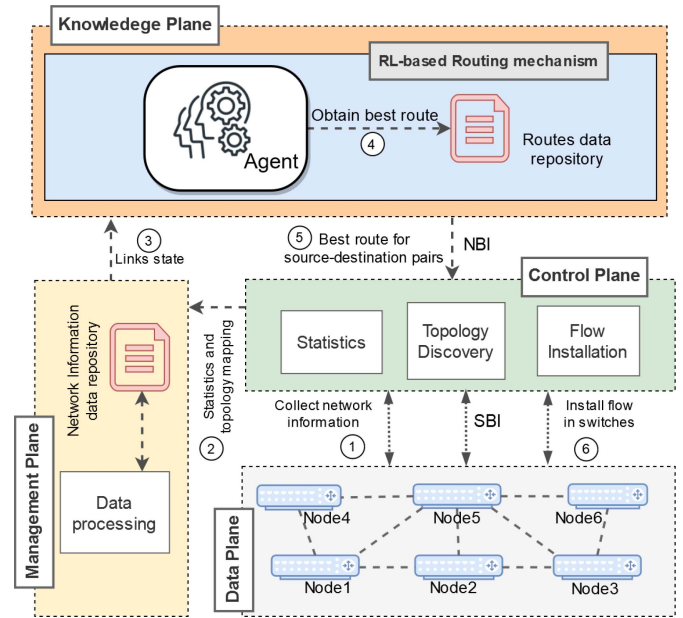 Knowledege Plane
RL-based Routing mechanism
Agent
Obtain best route
4
Routes data
repository
3
Links state
5
Best route for
source-destination pairs
NBI
Control Plane
Statistics
Topology
Discovery
Flow
Installation
Management Plane
Network Information
data repository
Data
processing
Statistics and
topology mapping
2
Collect network
information
1
SBI
Install flow
in switches
6
Data Plane
Node4
Node5
Node6
Node1
Node2
Node3